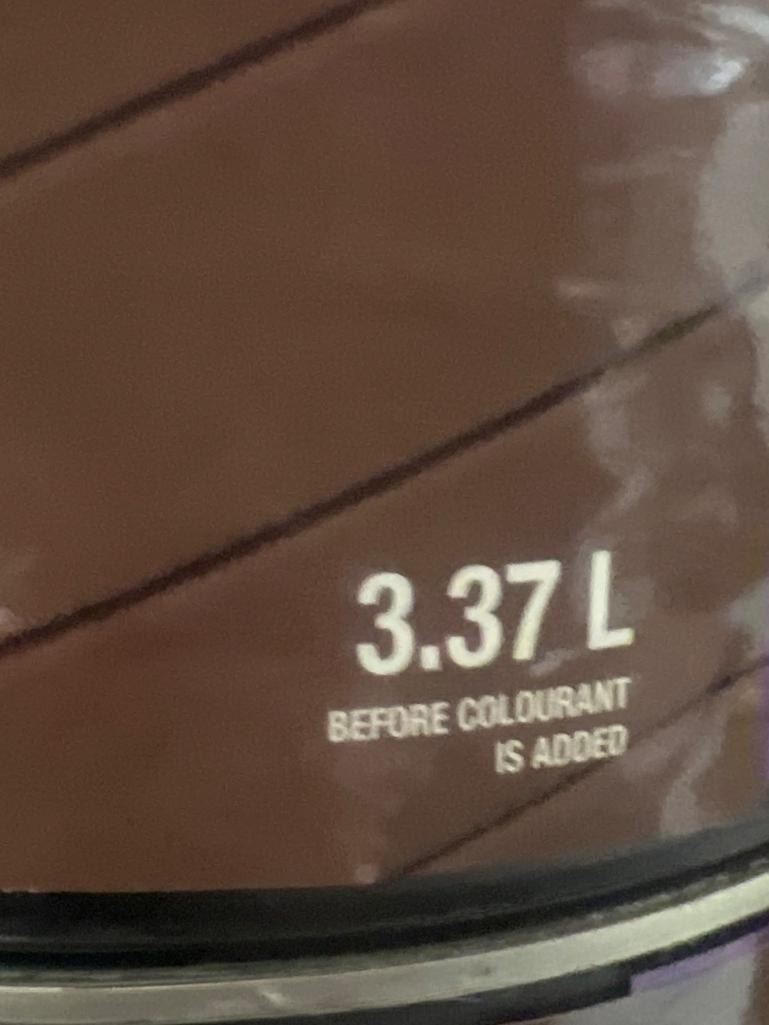 3.37 L
BEFORE COLOURANT
IS ADDED